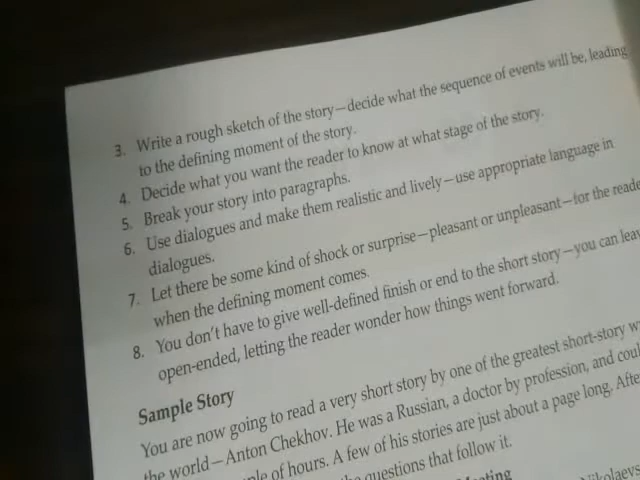 3. Write a rough sketch of the story—decide what the sequence of events will be, leading
to the defining moment of the story.
4. Decide what you want the reader to know at what stage of the story.
5. Break your story into paragraphs.
6. Use dialogues and make them realistic and lively—use appropriate language in
dialogues.
7. Let there be some kind of shock or surprise—pleasant or unpleasant—for the reade
when the defining moment comes.
8. You don't have to give well-defined finish or end to the short story—you can leav
open-ended, letting the reader wonder how things went forward.
Sample Story
You are now going to read a very short story by one of the greatest short-story w
the world—Anton Chekhov. He was a Russian, a doctor by profession, and coul
ple of hours. A few of his stories are just about a page long. Afte
the questions that follow it.